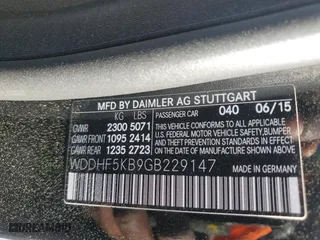 MFD BY DAIMLER AG STUTTGART
KG LBS PASSENGER CAR 040 06/15
GVWR 2300 5071
GAWR FRONT 1095 2414
GAWR REAR 1235 2723
THIS VEHICLE CONFORMS TO ALL APPLICABLE
U.S. FEDERAL MOTOR VEHICLE SAFETY, BUMPER,
AND THEFT PREVENTION STANDARDS IN EFFECT
ON THE DATE OF MANUFACTURE SHOWN ABOVE.
WDDHF5KB9GB229147
MADE IN GERMANY